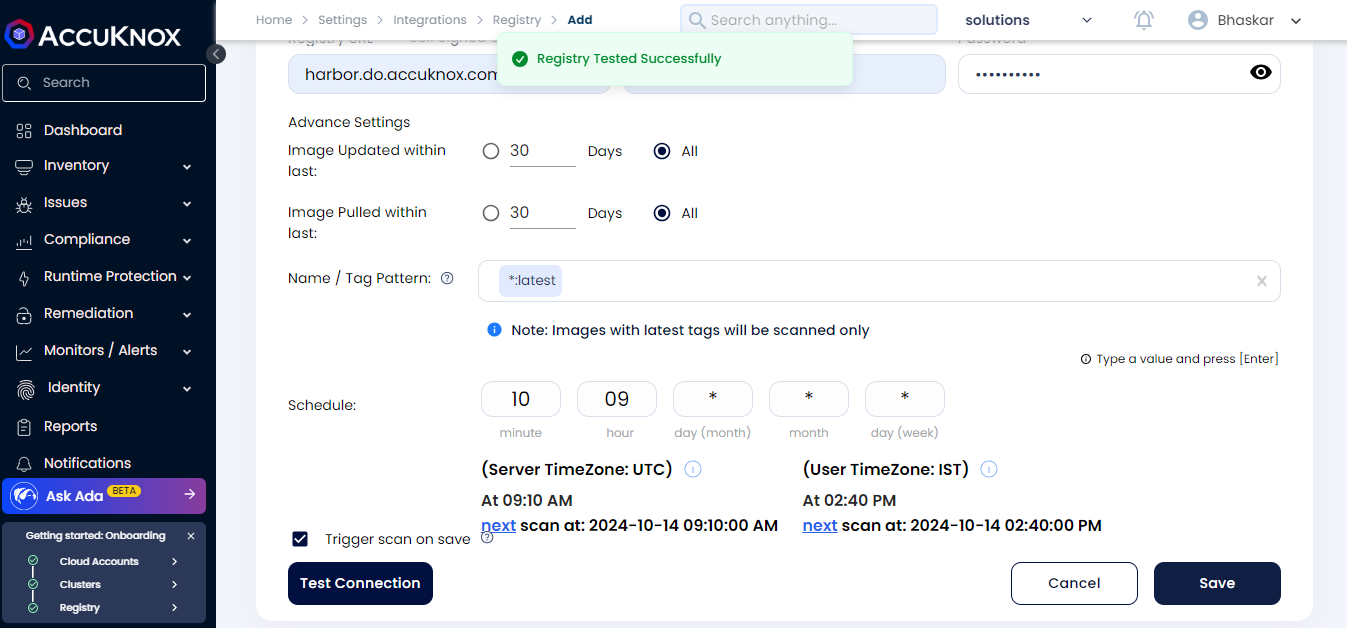 ACCUKNOX
Home > Settings > Integrations > Registry > Add
Search anything...
solutions
Bhaskar
Search
Dashboard
Inventory
Issues
Compliance
Runtime Protection
Remediation
Monitors / Alerts
Identity
Reports
Notifications
Ask Ada BETA
Getting started: Onboarding
Cloud Accounts
Clusters
Registry
Registry Tested Successfully
Registry URL
Password
harbor.do.accuknox.com
••••••••••
Advance Settings
Image Updated within last:
30 Days All
Image Pulled within last:
30 Days All
Name / Tag Pattern:
*:latest
Note: Images with latest tags will be scanned only
Type a value and press [Enter]
Schedule:
10 09 * * *
minute hour day (month) month day (week)
(Server TimeZone: UTC)
At 09:10 AM
next scan at: 2024-10-14 09:10:00 AM
(User TimeZone: IST)
At 02:40 PM
next scan at: 2024-10-14 02:40:00 PM
Trigger scan on save
Test Connection
Cancel
Save